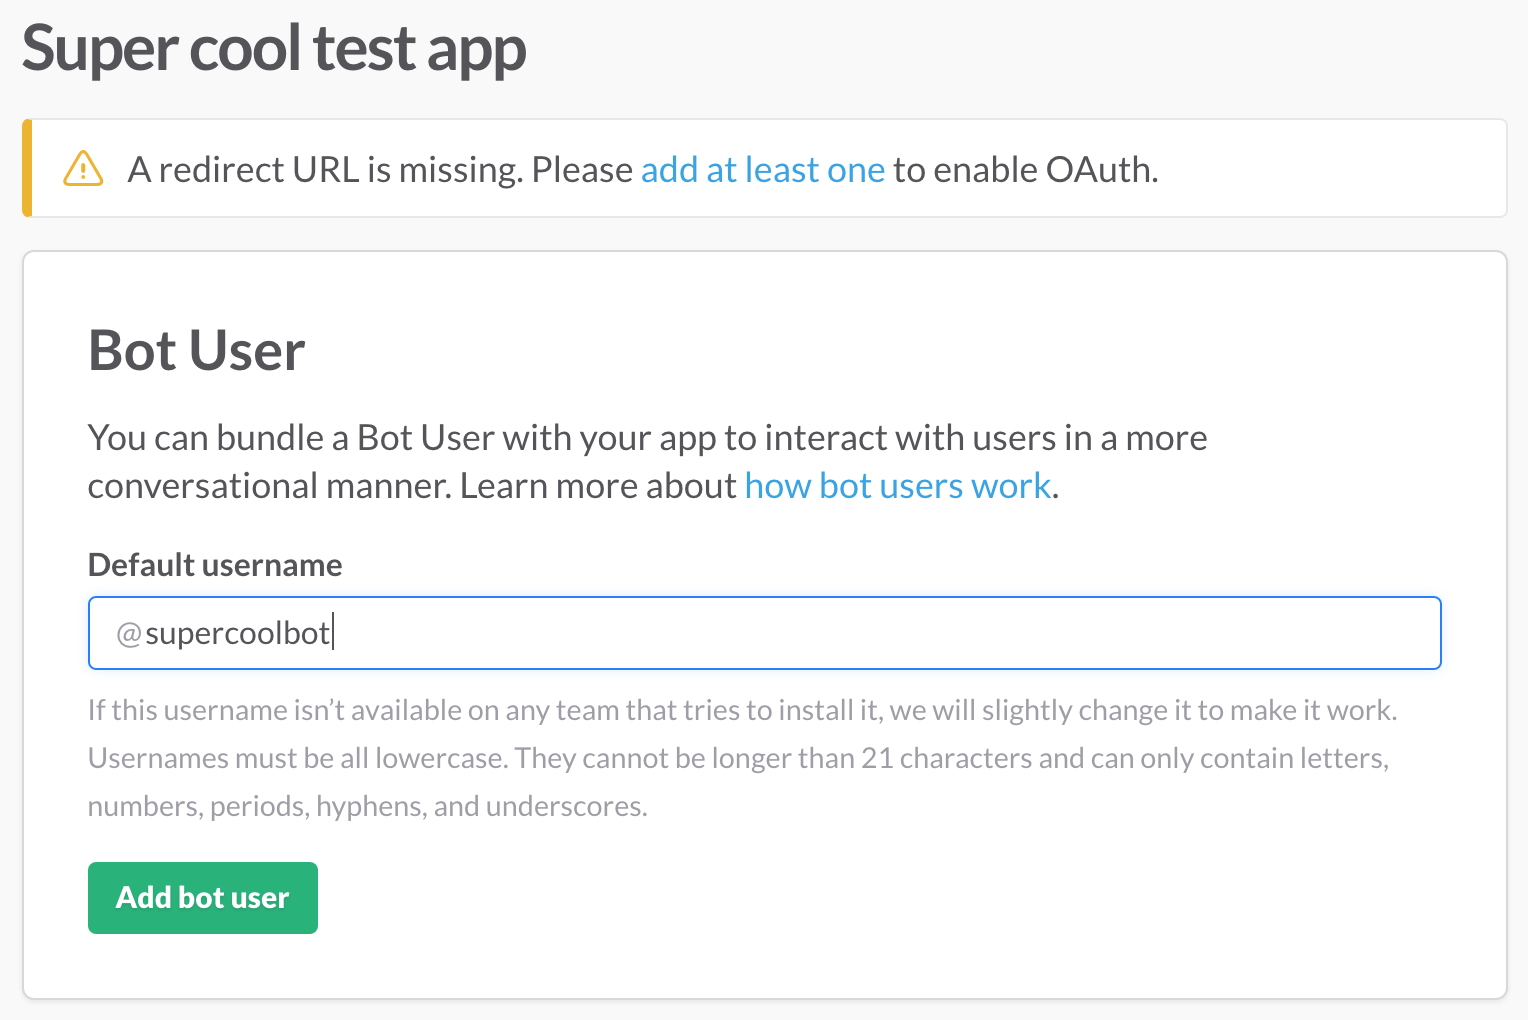 Super cool test app
A redirect URL is missing. Please add at least one to enable OAuth.
Bot User
You can bundle a Bot User with your app to interact with users in a more
conversational manner. Learn more about how bot users work.
Default username
@supercoolbot
If this username isn’t available on any team that tries to install it, we will slightly change it to make it work.
Usernames must be all lowercase. They cannot be longer than 21 characters and can only contain letters,
numbers, periods, hyphens, and underscores.
Add bot user